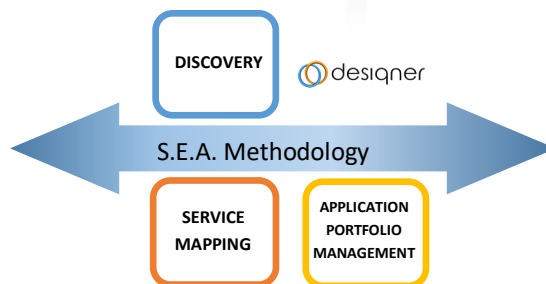 DISCOVERY
designer
S.E.A. Methodology
SERVICE
MAPPING
APPLICATION
PORTFOLIO
MANAGEMENT